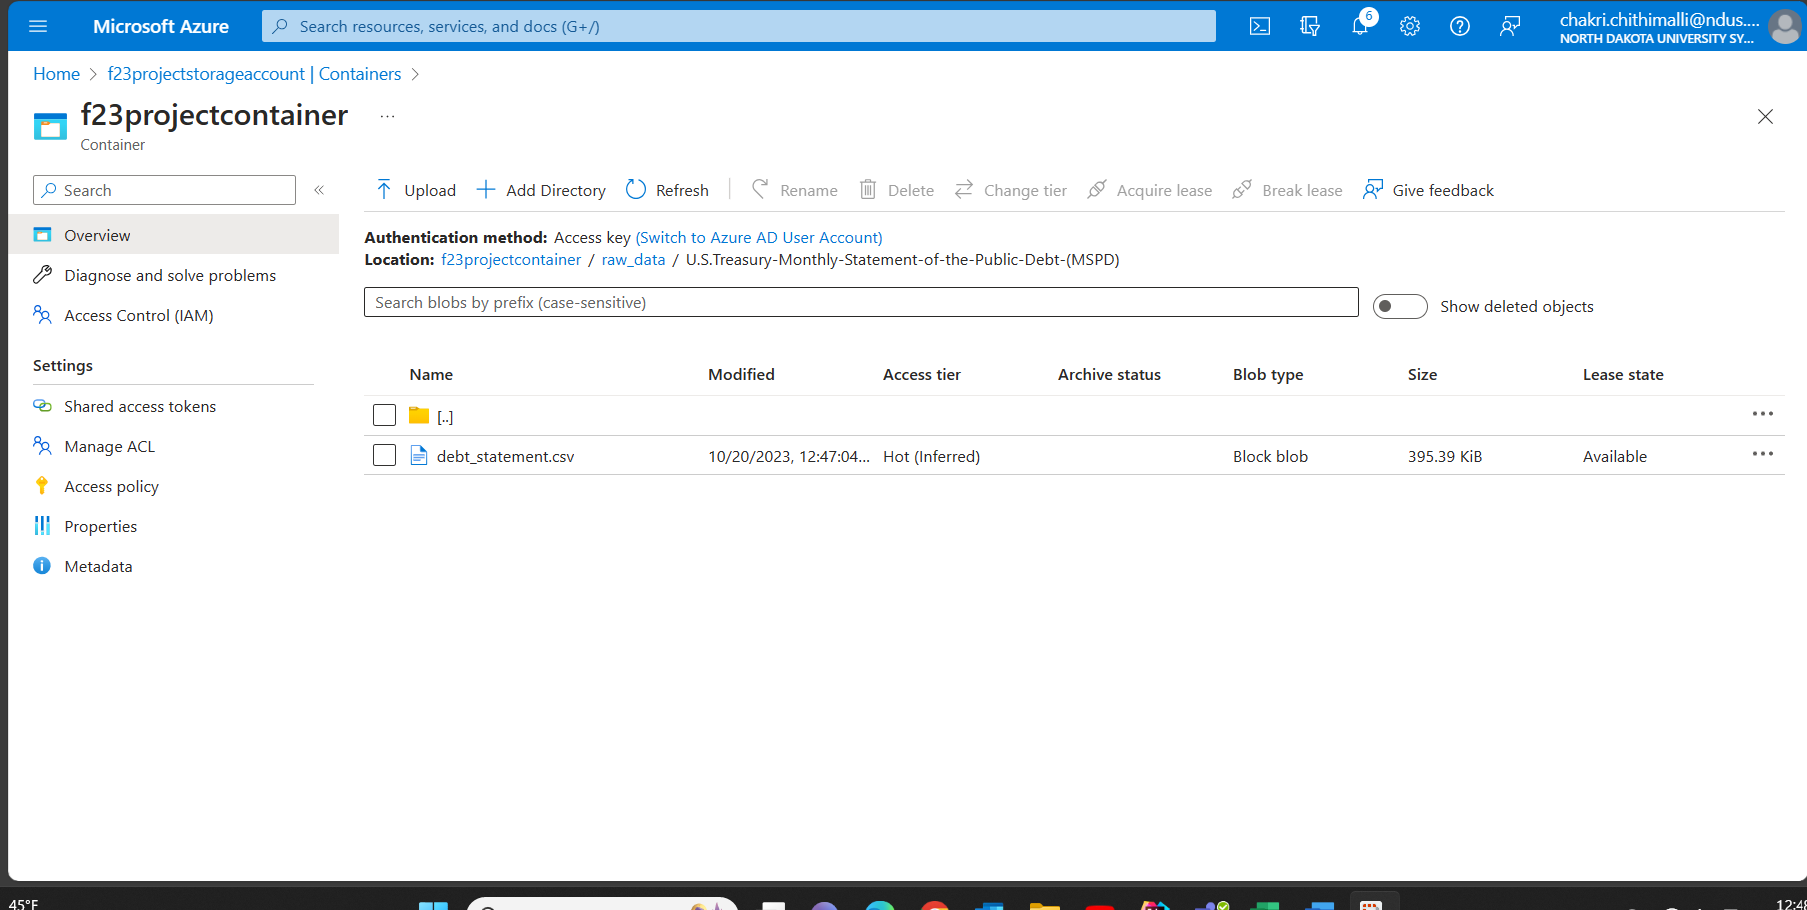 Microsoft Azure
Search resources, services, and docs (G+/)
6
chakri.chithimalli@ndus....
NORTH DAKOTA UNIVERSITY SY...
Home > f23projectstorageaccount | Containers >
f23projectcontainer ...
Container
Search «
Upload Add Directory Refresh Rename Delete Change tier Acquire lease Break lease Give feedback
Overview
Diagnose and solve problems
Access Control (IAM)
Settings
Shared access tokens
Manage ACL
Access policy
Properties
Metadata
Authentication method: Access key (Switch to Azure AD User Account)
Location: f23projectcontainer / raw_data / U.S.Treasury-Monthly-Statement-of-the-Public-Debt-(MSPD)
Search blobs by prefix (case-sensitive)
Show deleted objects
Name Modified Access tier Archive status Blob type Size Lease state
[..]
debt_statement.csv 10/20/2023, 12:47:04... Hot (Inferred) Block blob 395.39 KiB Available
45°F